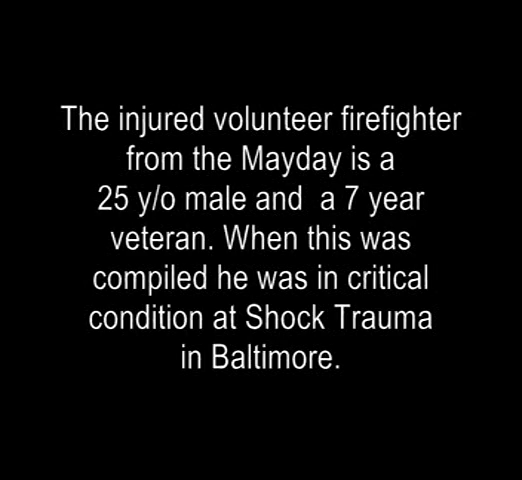 The injured volunteer firefighter
from the Mayday is a
25 y/o male and  a 7 year
veteran. When this was
compiled he was in critical
condition at Shock Trauma
in Baltimore.